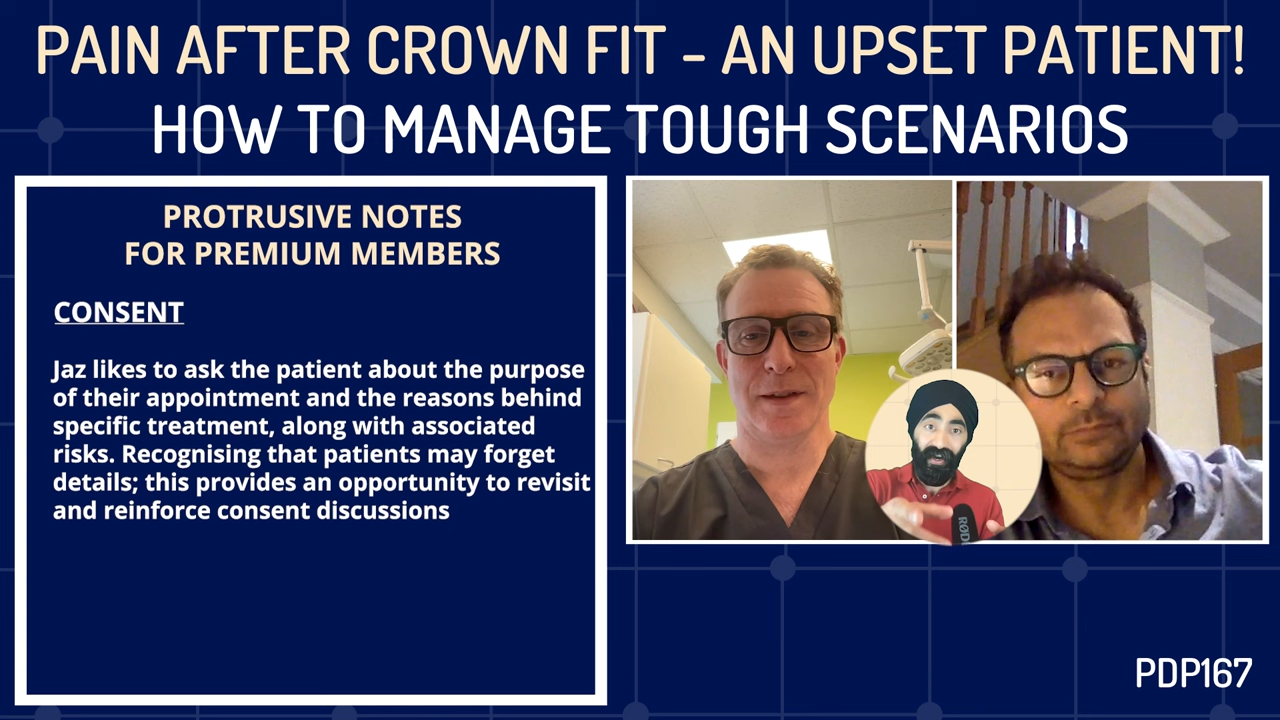 PAIN AFTER CROWN FIT - AN UPSET PATIENT!
HOW TO MANAGE TOUGH SCENARIOS
PROTRUSIVE NOTES
FOR PREMIUM MEMBERS
CONSENT
Jaz likes to ask the patient about the purpose
of their appointment and the reasons behind
specific treatment, along with associated
risks. Recognising that patients may forget
details; this provides an opportunity to revisit
and reinforce consent discussions
RØDE
PDP167